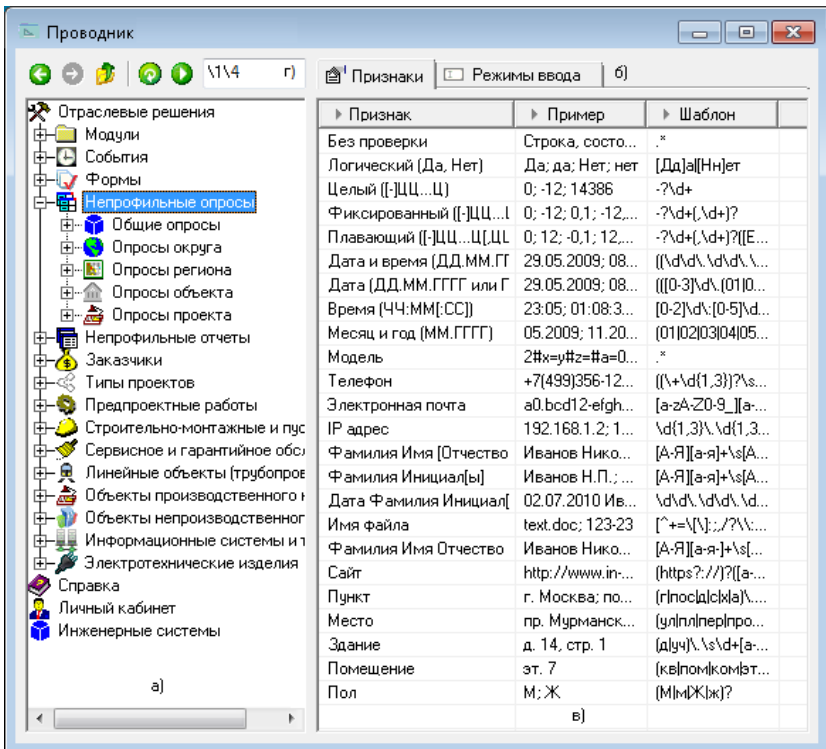 Проводник
\1\4 г)
Признаки Режимы ввода б)
Отраслевые решения
Модули
События
Формы
Непрофильные опросы
Общие опросы
Опросы округа
Опросы региона
Опросы объекта
Опросы проекта
Непрофильные отчеты
Заказчики
Типы проектов
Предпроектные работы
Строительно-монтажные и пус
Сервисное и гарантийное обс
Линейные объекты (трубопров
Объекты производственного н
Объекты непроизводственног
Информационные системы и т
Электротехнические изделия
Справка
Личный кабинет
Инженерные системы
а)
Признак Пример Шаблон
Без проверки Строка, состо... .*
Логический (Да, Нет) Да; да; Нет; нет [Дд]а|[Нн]ет
Целый ([-]ЦЦ...Ц) 0; -12; 14386 -?\d+
Фиксированный ([-]ЦЦ...Ц 0; -12; 0,1; -12,... -?\d+(,\d+)?
Плавающий ([-]ЦЦ...Ц[,ЦЦ 0; 12; -0,1; 12,... -?\d+(,\d+)?([E...
Дата и время (ДД.ММ.ГГ 29.05.2009; 08... ((\d\d\.\d\d\.\...
Дата (ДД.ММ.ГГГГ или Г 29.05.2009; 08... (([0-3]\d\.(01|0...
Время (ЧЧ:ММ[:СС]) 23:05; 01:08:3... [0-2]\d\:[0-5]\d...
Месяц и год (ММ.ГГГГ) 05.2009; 11.20... (01|02|03|04|05...
Модель 2#x=y#z=#a=0... .*
Телефон +7(499)356-12... ((\+\d{1,3})?\s...
Электронная почта a0.bcd12-efgh... [a-zA-Z0-9_][a-...
IP адрес 192.168.1.2; 1... \d{1,3}\.\d{1,3...
Фамилия Имя [Отчество Иванов Нико... [А-Я][а-я]+\s[А...
Фамилия Инициал[ы] Иванов Н.П.; ... [А-Я][а-я]+\s[А...
Дата Фамилия Инициал[ 02.07.2010 Ив... \d\d\.\d\d\.\d...
Имя файла text.doc; 123-23 [^+=\[\]:;,/?\\:...
Фамилия Имя Отчество Иванов Нико... [А-Я][а-я-]+\s[...
Сайт http://www.in-... (https?://)?([a-...
Пункт г. Москва; по... (г|пос|д|с|х|а)\....
Место пр. Мурманск... (ул|пл|пер|про...
Здание д. 14, стр. 1 (д|уч)\.\s\d+[а-...
Помещение эт. 7 (кв|пом|ком|эт...
Пол М; Ж (М|м|Ж|ж)?
в)